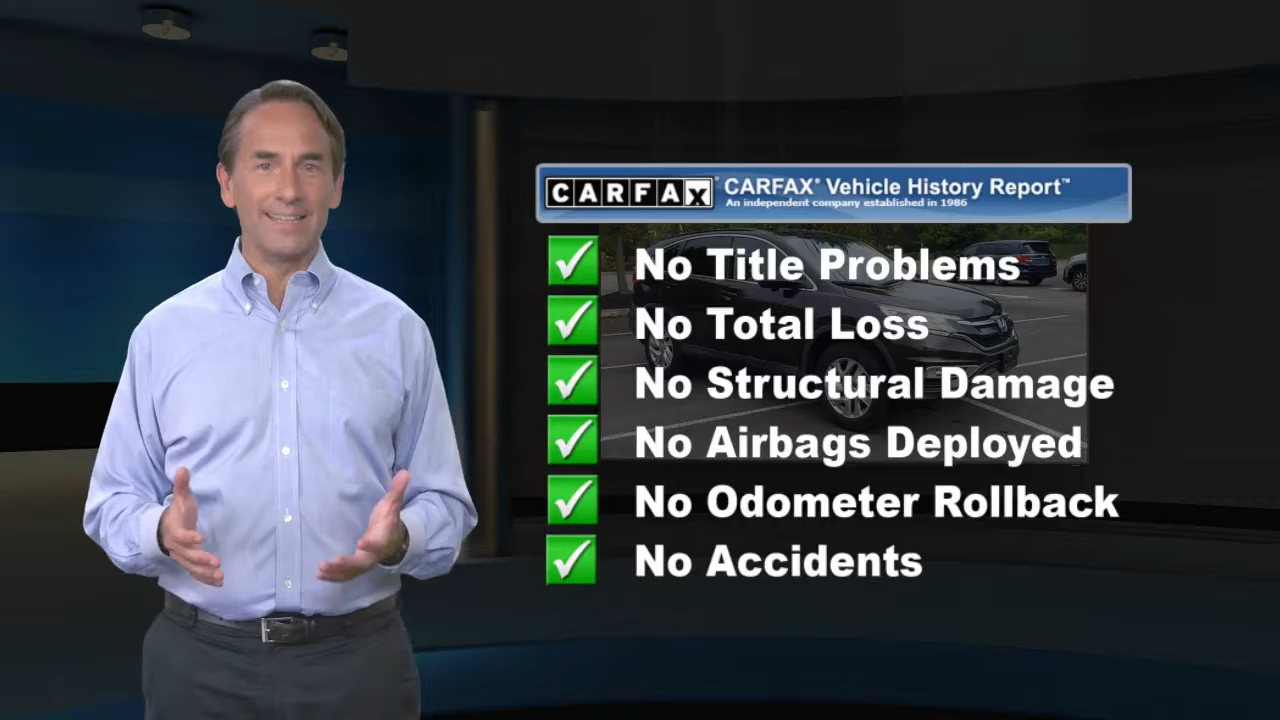 CARFAX® CARFAX® Vehicle History Report™
An independent company established in 1986
No Title Problems
No Total Loss
No Structural Damage
No Airbags Deployed
No Odometer Rollback
No Accidents